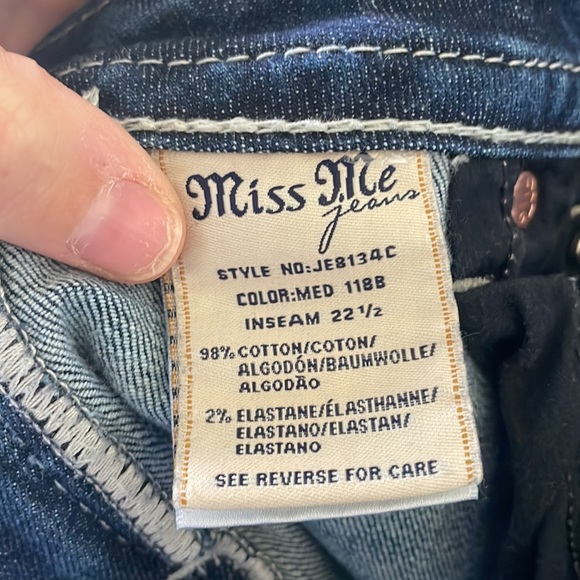 Miss Me
jeans
STYLE NO:JE8134C
COLOR:MED 118B
INSEAM 22 1/2
98% COTTON/COTON/
ALGODÓN/BAUMWOLLE/
ALGODÃO
2% ELASTANE/ÉLASTHANNE/
ELASTANO/ELASTAN/
ELASTANO
SEE REVERSE FOR CARE